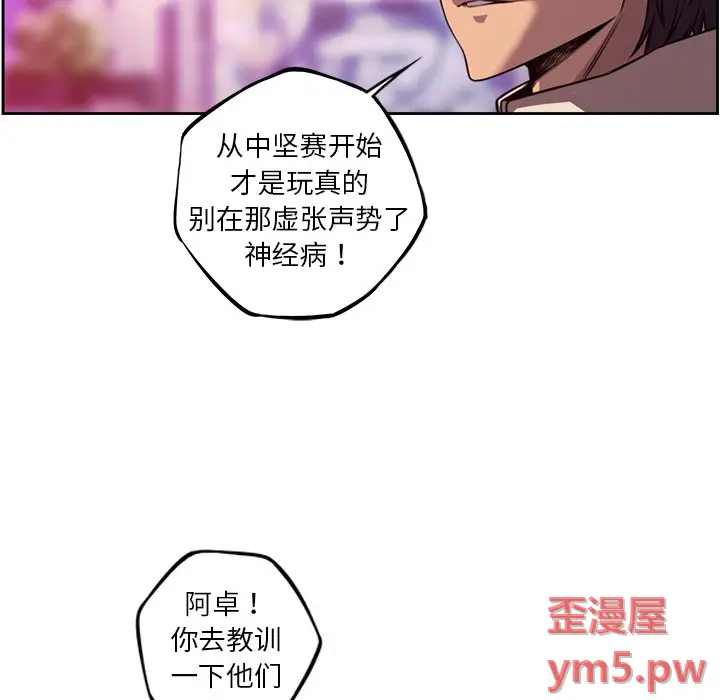 从中坚赛开始
才是玩真的
别在那虚张声势了
神经病！
阿卓！
你去教训
一下他们
歪漫屋
ym5.pw